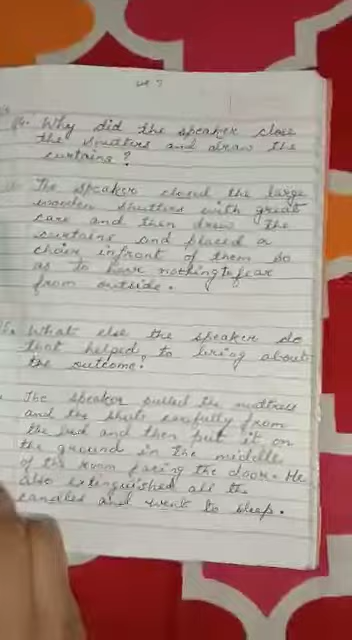 Q4. Why did the speaker close
the shutters and draw the
curtains?
The speaker closed the large
wooden shutters with great
care and then drew the
curtains and placed a
chair infront of them so
as to have nothing to fear
from outside.
5. What else the speaker do
that helped to bring about
the outcome?
The speaker pulled the mattress
and the sheets carefully from
the bed and then put it on
the ground in the middle
of the room facing the door. He
also extinguished all the
candles and went to sleep.